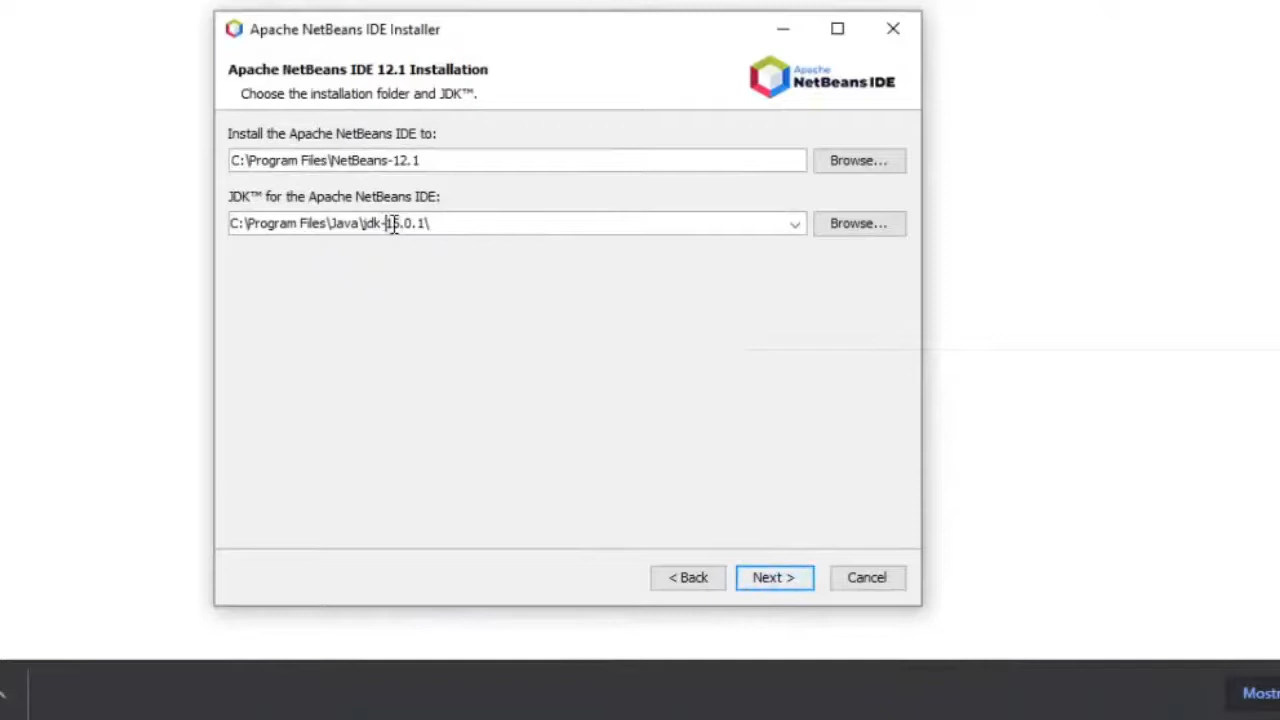 Apache NetBeans IDE Installer
Apache NetBeans IDE 12.1 Installation
Choose the installation folder and JDK™.
Apache
NetBeans IDE
Install the Apache NetBeans IDE to:
C:\Program Files\NetBeans-12.1
Browse...
JDK™ for the Apache NetBeans IDE:
C:\Program Files\Java\jdk-15.0.1\
Browse...
< Back
Next >
Cancel
Mostr